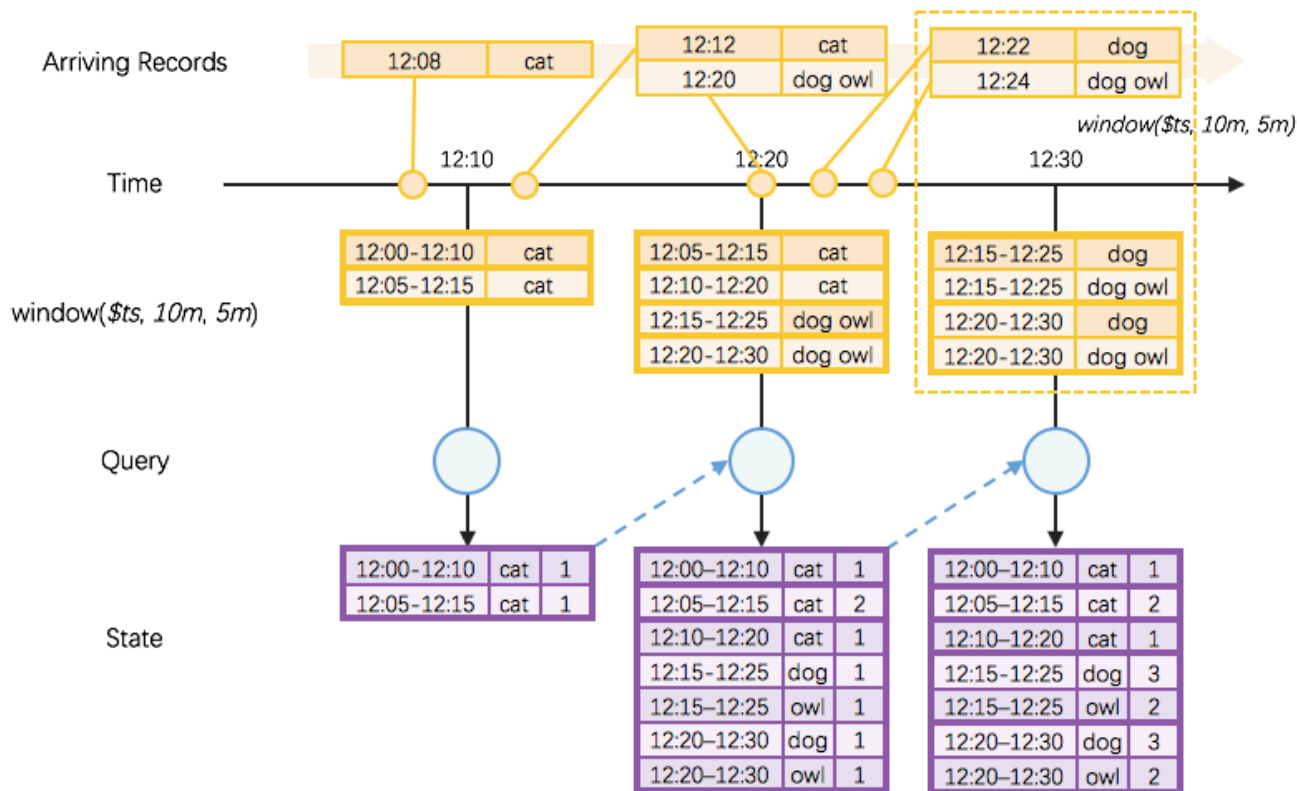 Arriving Records
12:08 cat
12:12 cat
12:20 dog owl
12:22 dog
12:24 dog owl
window($ts, 10m, 5m)
Time
12:10
12:20
12:30
window($ts, 10m, 5m)
12:00-12:10 cat
12:05-12:15 cat
12:05-12:15 cat
12:10-12:20 cat
12:15-12:25 dog owl
12:20-12:30 dog owl
12:15-12:25 dog
12:15-12:25 dog owl
12:20-12:30 dog
12:20-12:30 dog owl
Query
State
12:00-12:10 cat 1
12:05-12:15 cat 1
12:00–12:10 cat 1
12:05–12:15 cat 2
12:10–12:20 cat 1
12:15-12:25 dog 1
12:15–12:25 owl 1
12:20–12:30 dog 1
12:20–12:30 owl 1
12:00–12:10 cat 1
12:05–12:15 cat 2
12:10–12:20 cat 1
12:15-12:25 dog 3
12:15–12:25 owl 2
12:20–12:30 dog 3
12:20–12:30 owl 2